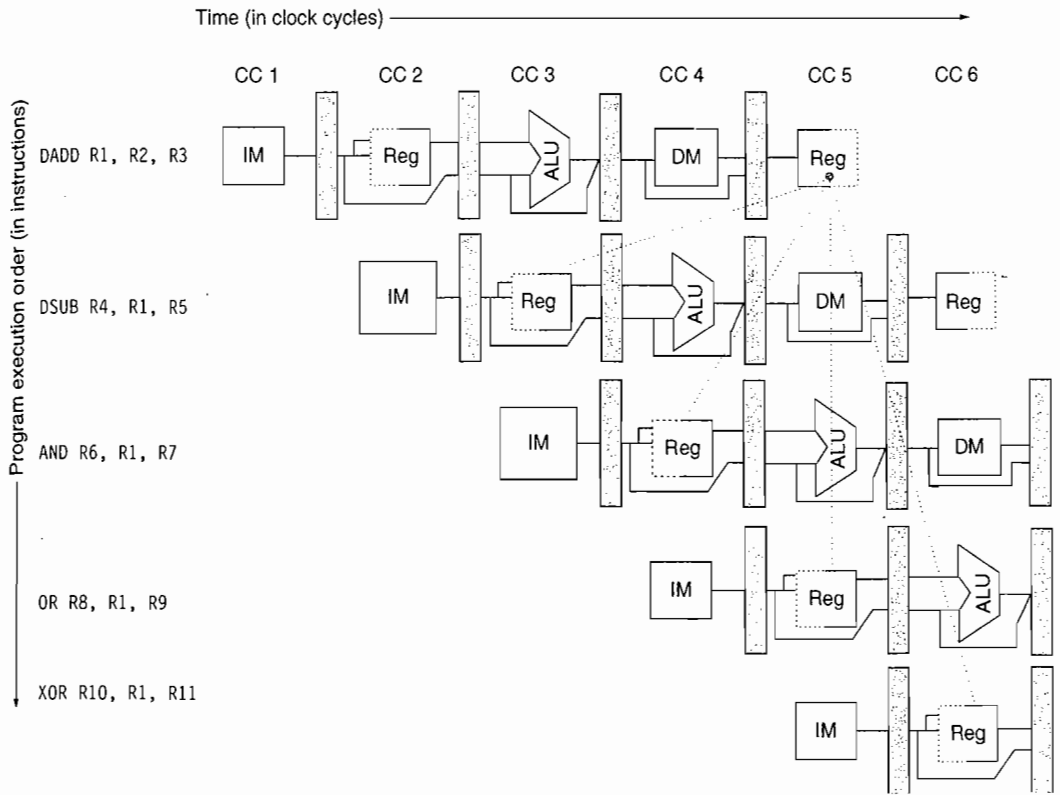 Time (in clock cycles)
CC 1 CC 2 CC 3 CC 4 CC 5 CC 6
Program execution order (in instructions)
DADD R1, R2, R3
IM Reg ALU DM Reg
DSUB R4, R1, R5
IM Reg ALU DM Reg
AND R6, R1, R7
IM Reg ALU DM
OR R8, R1, R9
IM Reg ALU
XOR R10, R1, R11
IM Reg